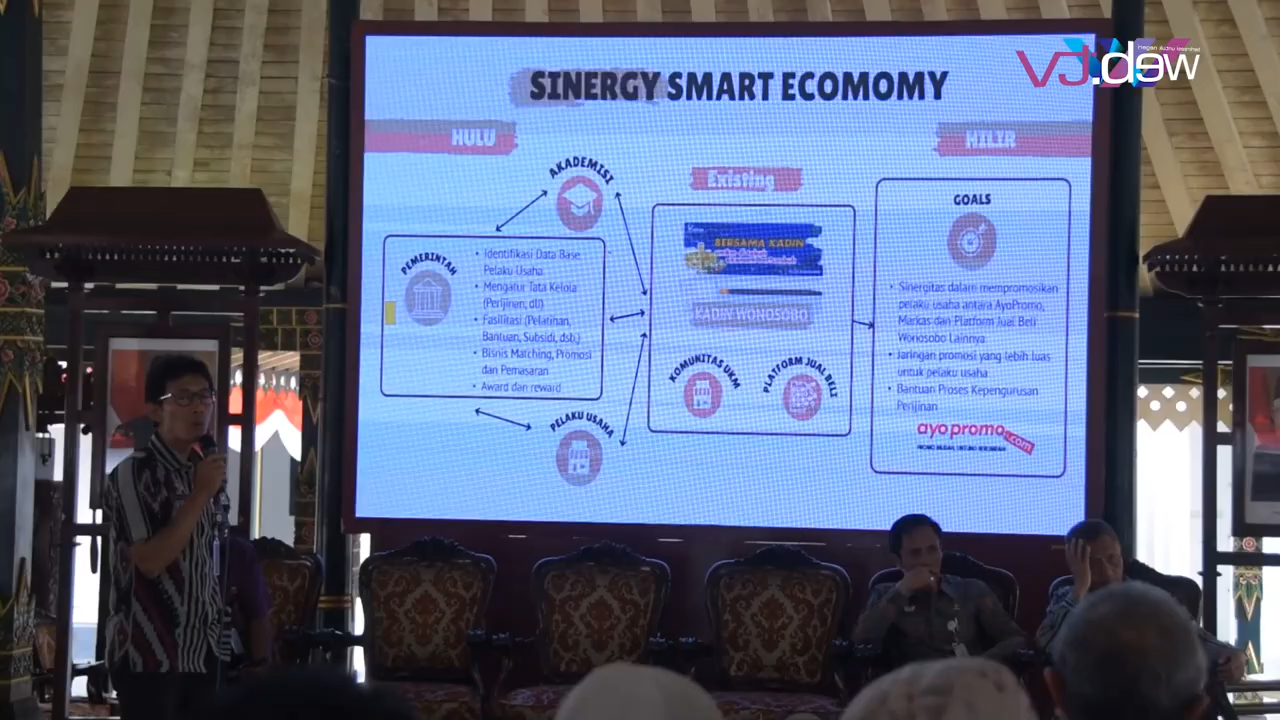 vj.dew
SINERGY SMART ECOMOMY
HULU
HILIR
AKADEMISI
Existing
GOALS
PEMERINTAH
• Identifikasi Data Base
Pelaku Usaha
• Mengatur Tata Kelola
(Perijinan, dll)
• Fasilitasi (Pelatihan,
Bantuan, Subsidi, dsb,)
• Bisnis Matching, Promosi
dan Pemasaran
• Award dan reward
BERSAMA KADIN
KADIN WONOSOBO
KOMUNITAS UKM
PLATFORM JUAL BELI
PELAKU USAHA
• Sinergitas dalam mempromosikan
pelaku usaha antara AyoPromo,
Markas dan Platform Jual Beli
Wonosobo Lainnya
• Jaringan promosi yang lebih luas
untuk pelaku usaha
• Bantuan Proses Kepengurusan
Perijinan
ayopromo.com